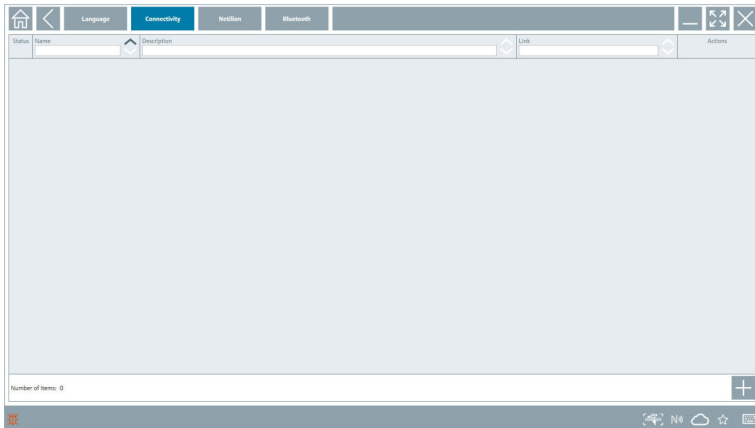 Language Connectivity Netilion Bluetooth
Status Name Description Link Actions
Number of Items: 0